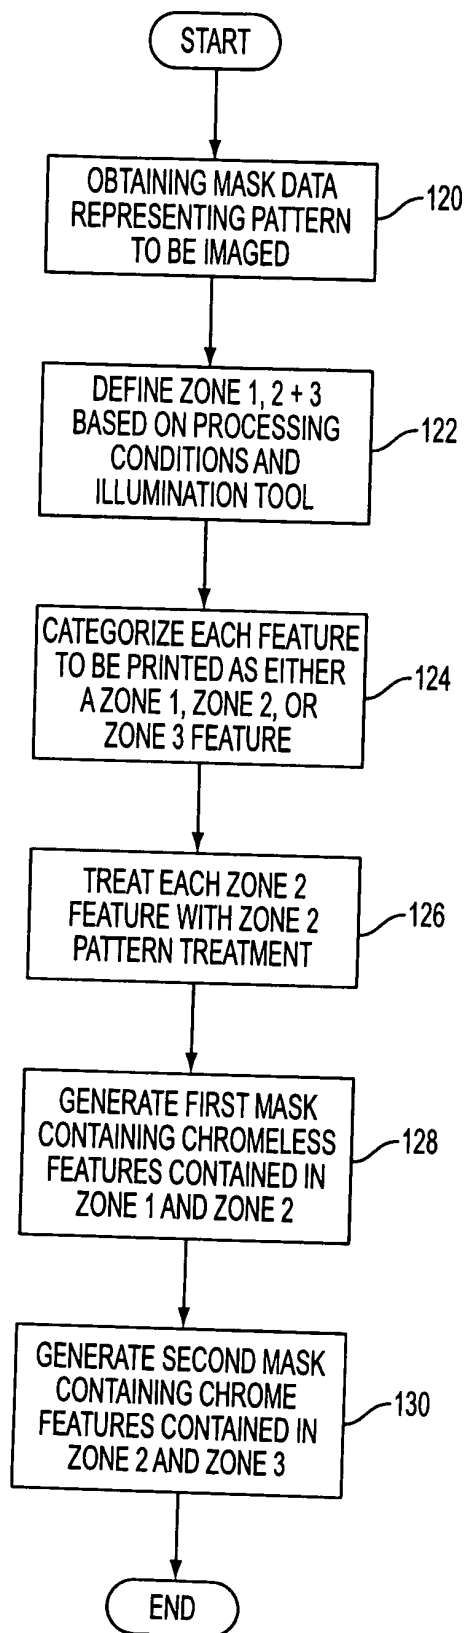 START
OBTAINING MASK DATA
REPRESENTING PATTERN
TO BE IMAGED
120
DEFINE ZONE 1, 2 + 3
BASED ON PROCESSING
CONDITIONS AND
ILLUMINATION TOOL
122
CATEGORIZE EACH FEATURE
TO BE PRINTED AS EITHER
A ZONE 1, ZONE 2, OR
ZONE 3 FEATURE
124
TREAT EACH ZONE 2
FEATURE WITH ZONE 2
PATTERN TREATMENT
126
GENERATE FIRST MASK
CONTAINING CHROMELESS
FEATURES CONTAINED IN
ZONE 1 AND ZONE 2
128
GENERATE SECOND MASK
CONTAINING CHROME
FEATURES CONTAINED IN
ZONE 2 AND ZONE 3
130
END